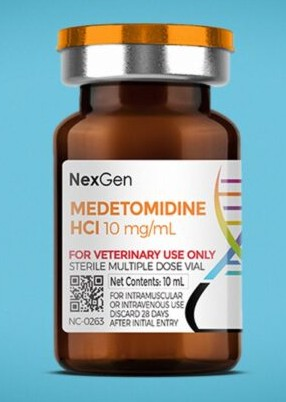 NexGen
MEDETOMIDINE
HCl 10 mg/mL
FOR VETERINARY USE ONLY
STERILE MULTIPLE DOSE VIAL
Net Contents: 10 mL
FOR INTRAMUSCULAR
OR INTRAVENOUS USE
DISCARD 28 DAYS
AFTER INITIAL ENTRY
NC-0263